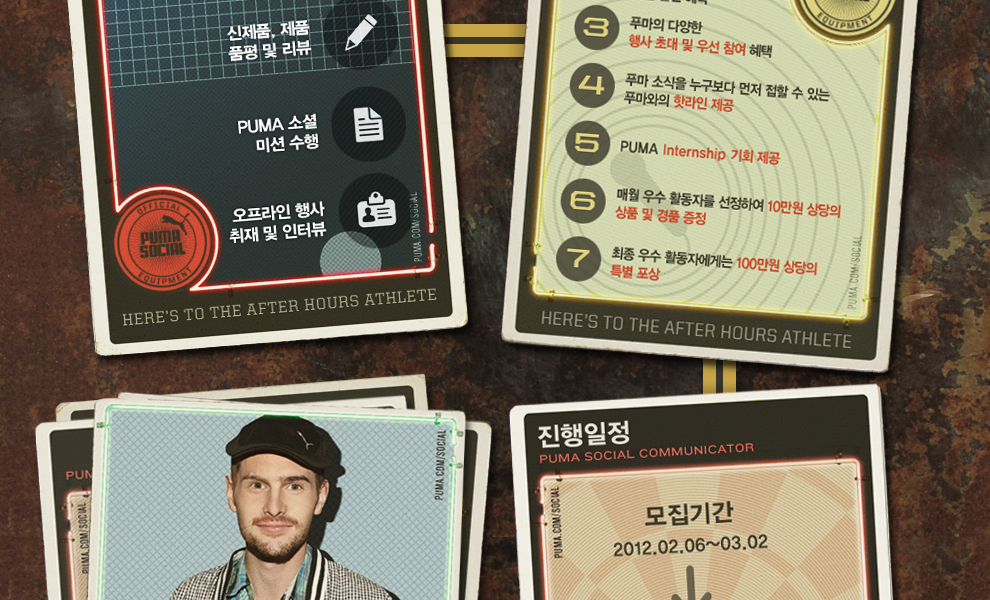 신제품, 제품
품평 및 리뷰
PUMA 소셜
미션 수행
오프라인 행사
취재 및 인터뷰
PUMA.COM/SOCIAL
OFFICIAL
PUMA
SOCIAL
EQUIPMENT
HERE'S TO THE AFTER HOURS ATHLETE
EQUIPMENT
3
푸마의 다양한
행사 초대 및 우선 참여 혜택
4
푸마 소식을 누구보다 먼저 접할 수 있는
푸마와의 핫라인 제공
5
PUMA Internship 기회 제공
6
매월 우수 활동자를 선정하여 10만원 상당의
상품 및 경품 증정
7
최종 우수 활동자에게는 100만원 상당의
특별 포상
PUMA.COM/SOCIAL
HERE'S TO THE AFTER HOURS ATHLETE
PUM
PUMA.COM/SOCIAL
PUMA.COM/SOCIAL
진행일정
PUMA SOCIAL COMMUNICATOR
PUMA.COM/SOCIAL
모집기간
2012.02.06~03.02